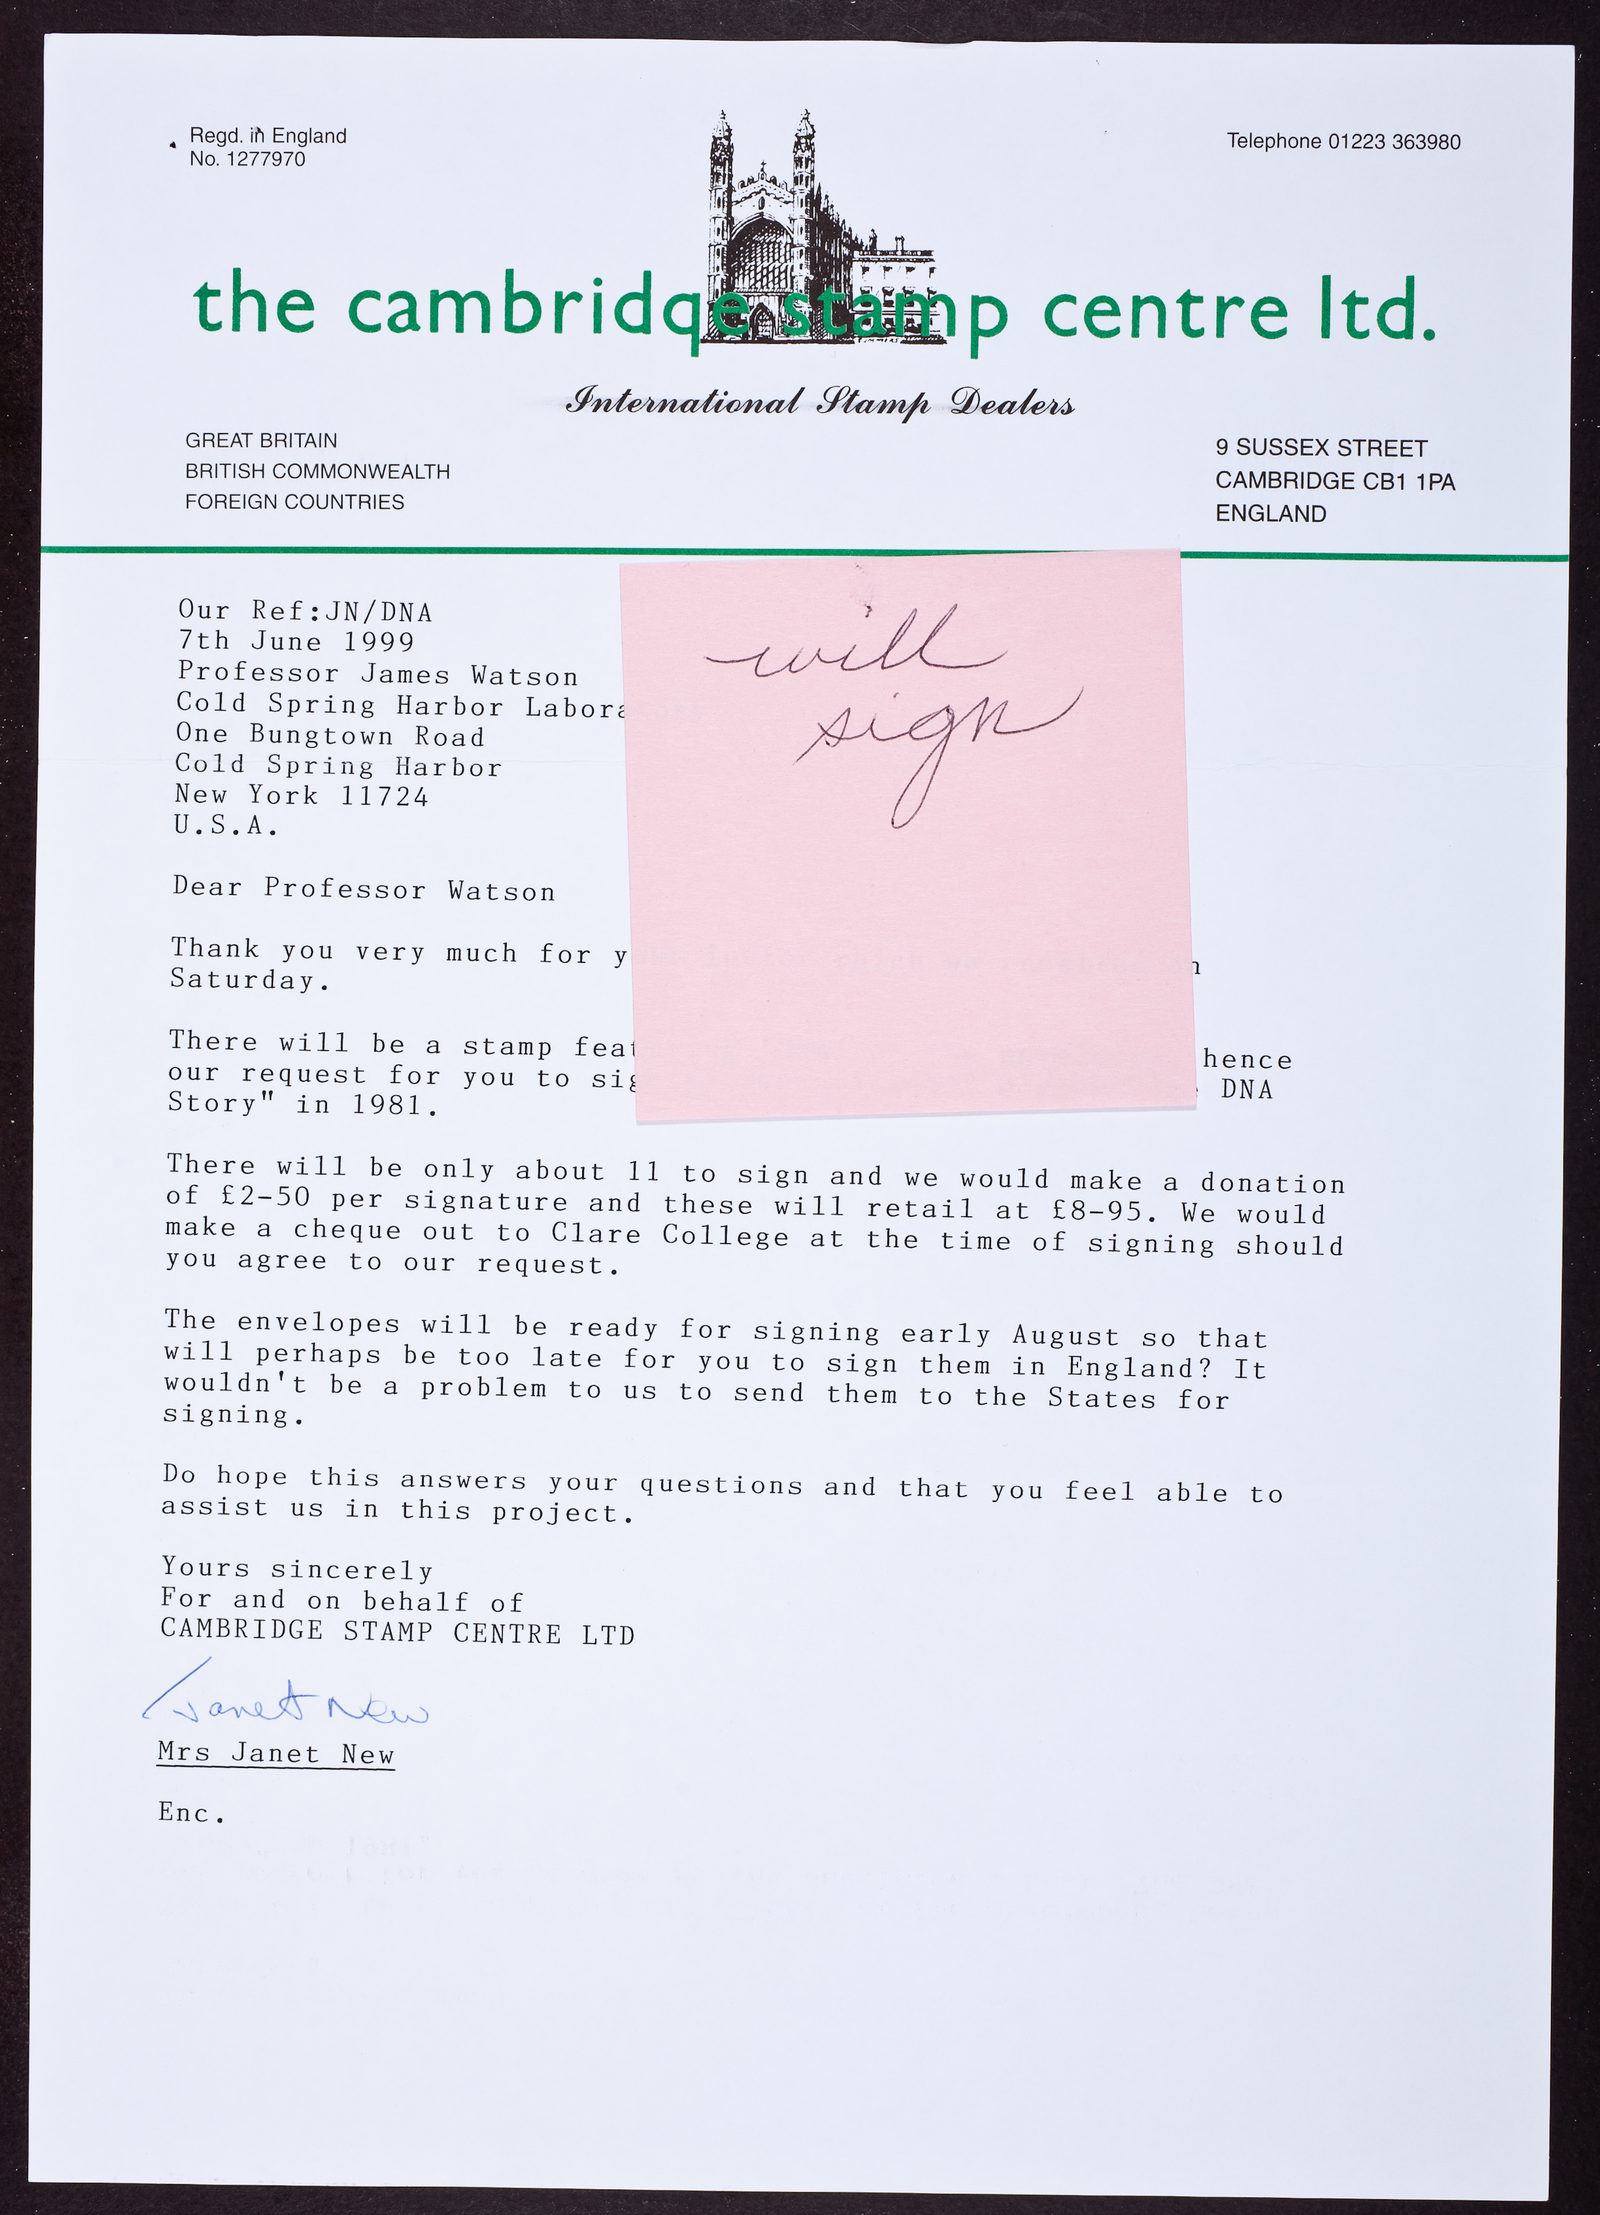 Regd. in England
No. 1277970
Telephone 01223 363980
the cambridge stamp centre ltd.
International Stamp Dealers
GREAT BRITAIN
BRITISH COMMONWEALTH
FOREIGN COUNTRIES
9 SUSSEX STREET
CAMBRIDGE CB1 1PA
ENGLAND
will
sign
Our Ref:JN/DNA
7th June 1999
Professor James Watson
Cold Spring Harbor
One Bungtown Road
Cold Spring Harbor
New York 11724
U.S.A.
Dear Professor Watson
Thank you very much for
Saturday.
There will be a stamp hence
our request for you to DNA
Story" in 1981.
There will be only about 11 to sign and we would make a donation
of £2-50 per signature and these will retail at £8-95. We would
make a cheque out to Clare College at the time of signing should
you agree to our request.
The envelopes will be ready for signing early August so that
will perhaps be too late for you to sign them in England? It
wouldn't be a problem to us to send them to the States for
signing.
Do hope this answers your questions and that you feel able to
assist us in this project.
Yours sincerely
For and on behalf of
CAMBRIDGE STAMP CENTRE LTD
Janet New
Mrs Janet New
Enc.